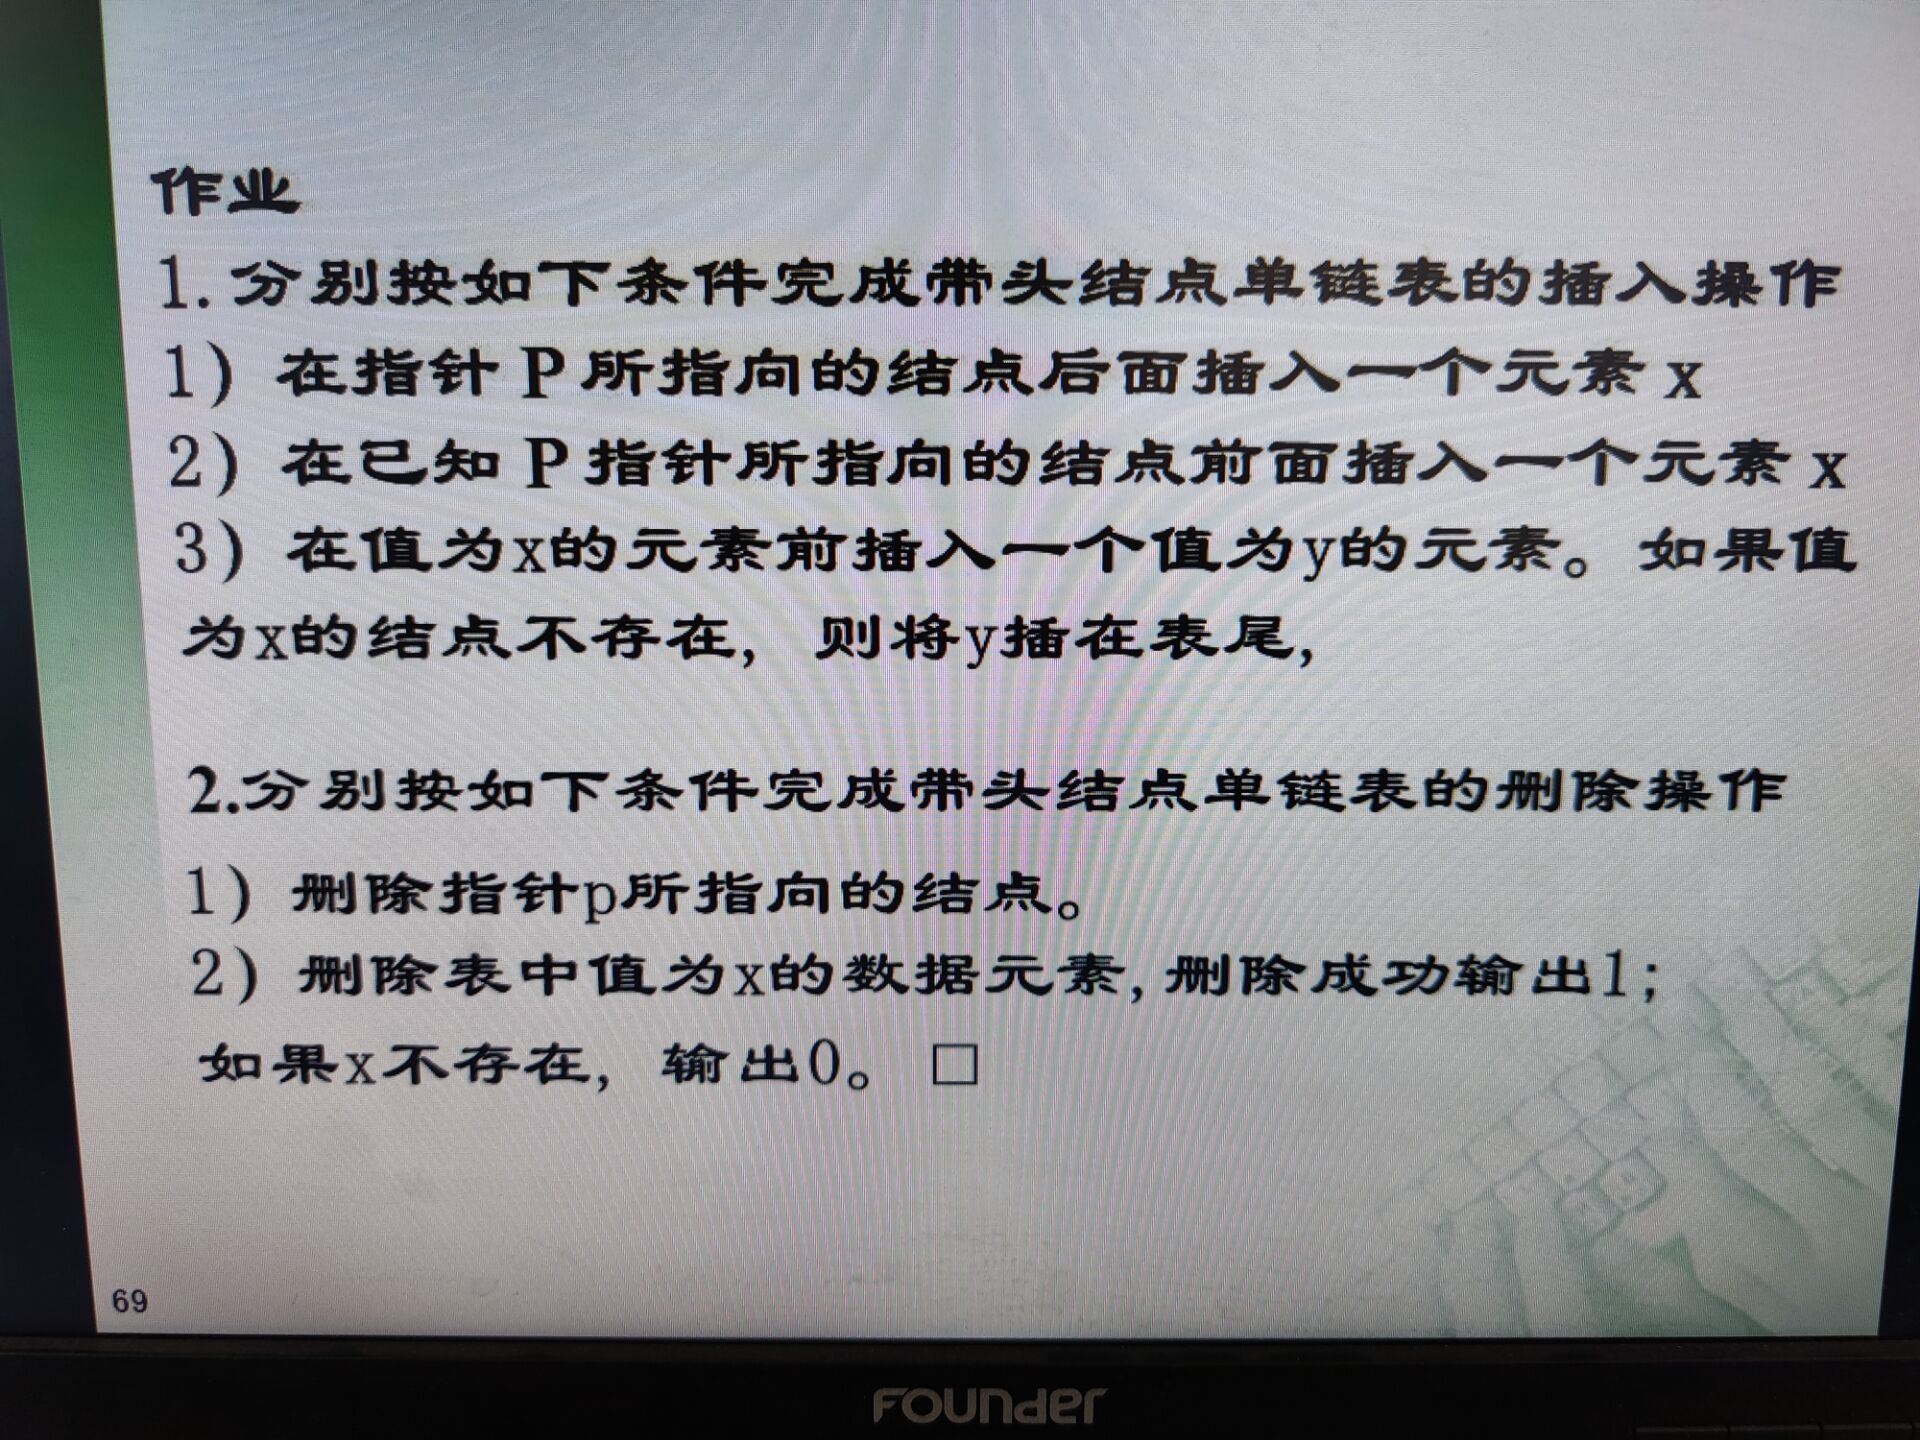 作业
1.分别按如下条件完成带头结点单链表的插入操作
1) 在指针P所指向的结点后面插入一个元素x
2) 在已知P指针所指向的结点前面插入一个元素x
3) 在值为x的元素前插入一个值为y的元素。如果值
为x的结点不存在, 则将y插在表尾,
2.分别按如下条件完成带头结点单链表的删除操作
1) 删除指针p所指向的结点。
2) 删除表中值为x的数据元素,删除成功输出1;
如果x不存在, 输出0。 □
69
FOUNDER